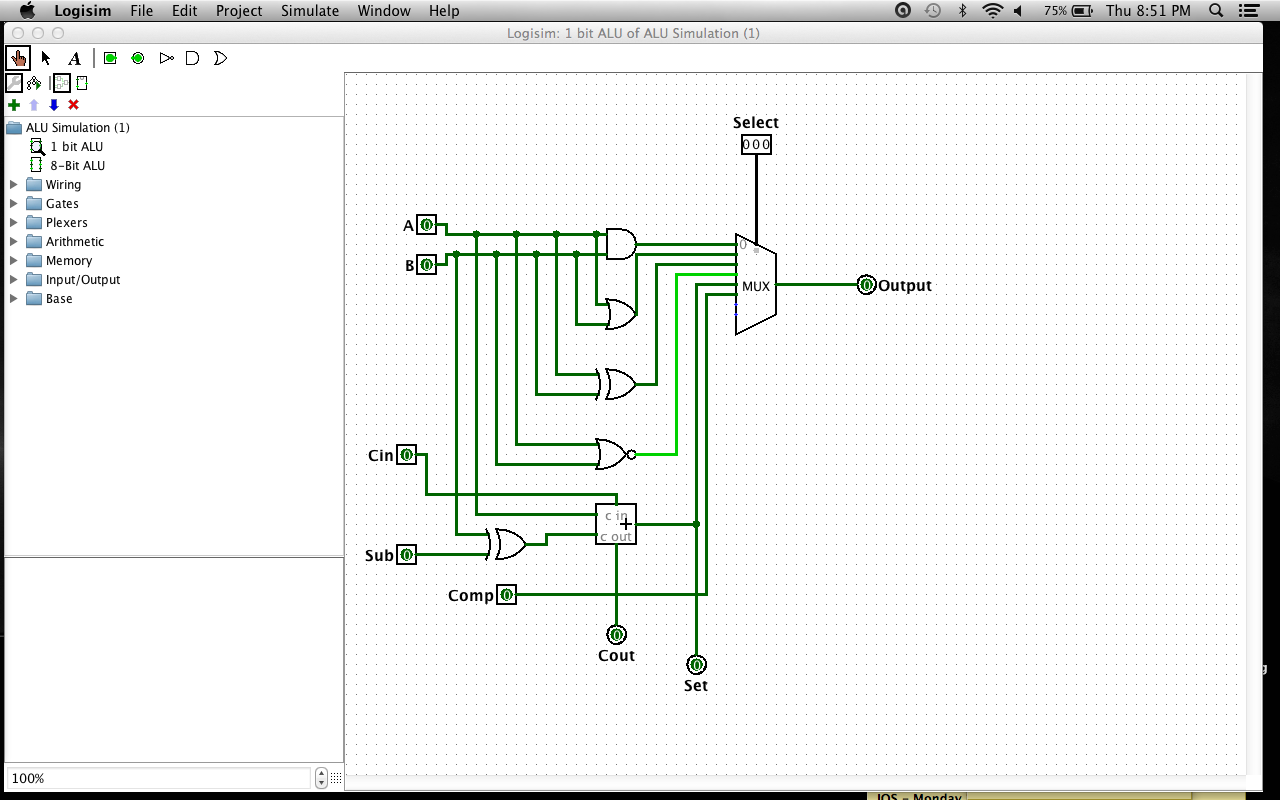 Logisim File Edit Project Simulate Window Help 75% Thu 8:51 PM
Logisim: 1 bit ALU of ALU Simulation (1)
A
ALU Simulation (1)
1 bit ALU
8-Bit ALU
Wiring
Gates
Plexers
Arithmetic
Memory
Input/Output
Base
100%
Select
000
A 0
B 0
0
MUX
0 Output
Cin 0
c in
+
c out
Sub 0
Comp 0
0
Cout
0
Set
IOS - Monday